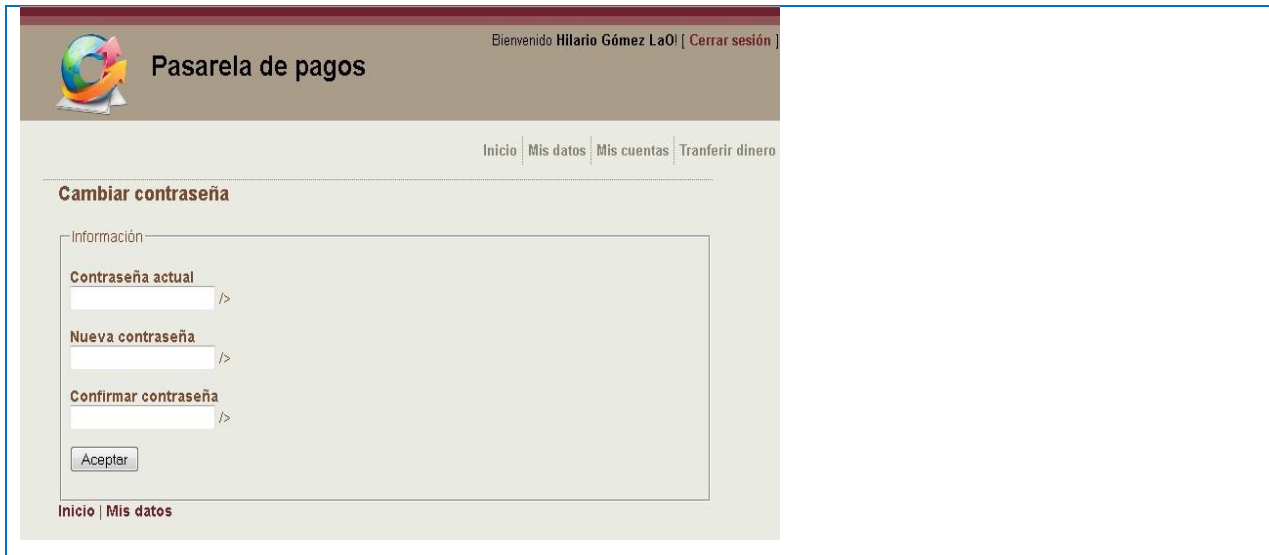 Bienvenido Hilario Gómez LaO! [ Cerrar sesión ]
Pasarela de pagos
Inicio Mis datos Mis cuentas Tranferir dinero
Cambiar contraseña
Información
Contraseña actual
/>
Nueva contraseña
/>
Confirmar contraseña
/>
Aceptar
Inicio | Mis datos